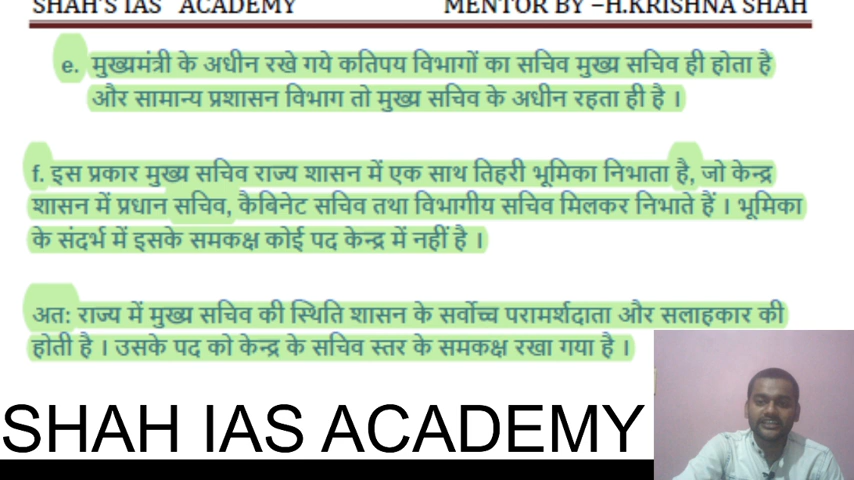 SHAH'S IAS ACADEMY MENTOR BY –H.KRISHNA SHAH
e. मुख्यमंत्री के अधीन रखे गये कतिपय विभागों का सचिव मुख्य सचिव ही होता है
और सामान्य प्रशासन विभाग तो मुख्य सचिव के अधीन रहता ही है ।
f. इस प्रकार मुख्य सचिव राज्य शासन में एक साथ तिहरी भूमिका निभाता है, जो केन्द्र
शासन में प्रधान सचिव, कैबिनेट सचिव तथा विभागीय सचिव मिलकर निभाते हैं । भूमिका
के संदर्भ में इसके समकक्ष कोई पद केन्द्र में नहीं है ।
अत: राज्य में मुख्य सचिव की स्थिति शासन के सर्वोच्च परामर्शदाता और सलाहकार की
होती है । उसके पद को केन्द्र के सचिव स्तर के समकक्ष रखा गया है ।
SHAH IAS ACADEMY